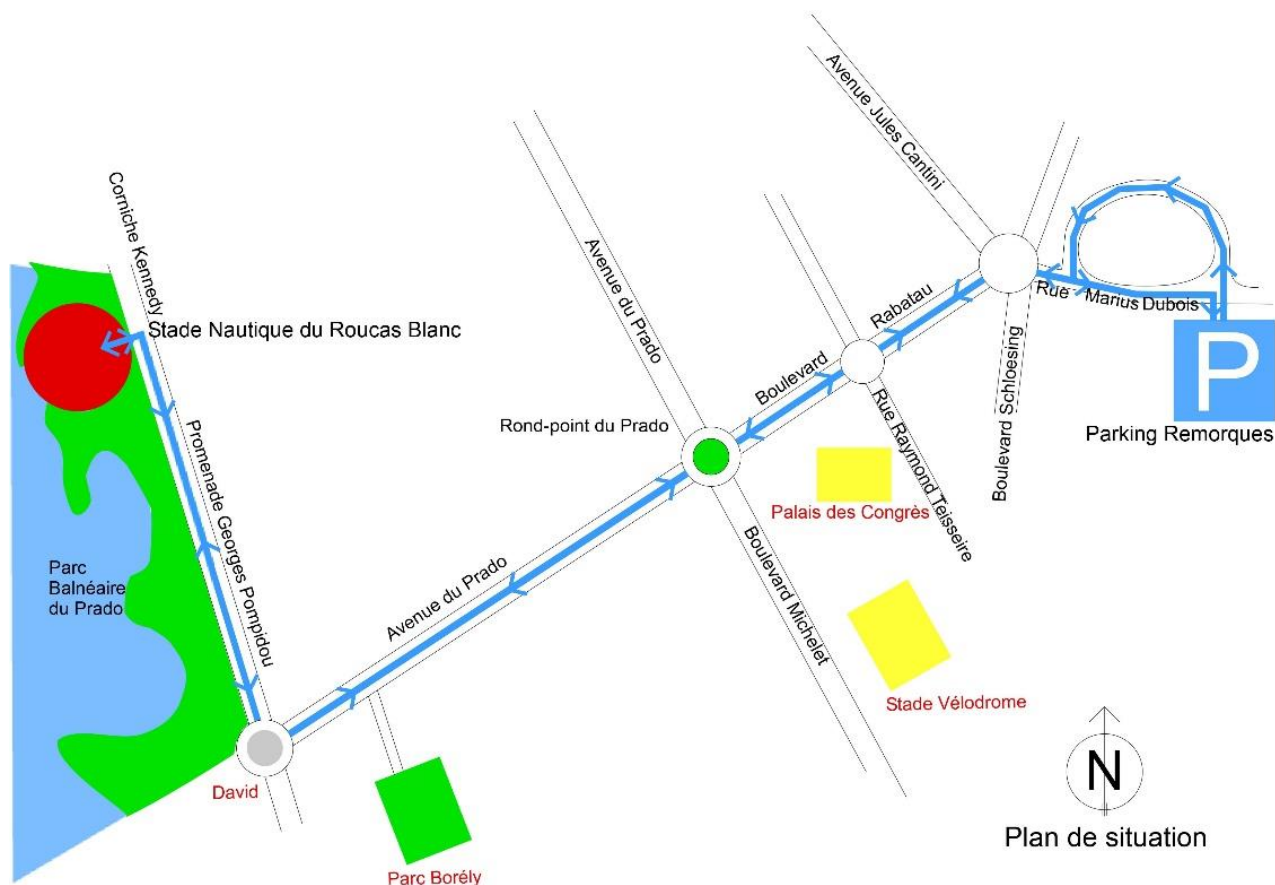 Avenue Jules Cantini
Corniche Kennedy
Avenue du Prado
Rabatau
Rue
Marius Dubois
Stade Nautique du Roucas Blanc
Boulevard
P
Boulevard Schloesing
Rond-point du Prado
Rue Raymond Teisseire
Parking Remorques
Promenade Georges Pompidou
Palais des Congrès
Parc
Balnéaire
du Prado
Avenue du Prado
Boulevard Michelet
Stade Vélodrome
N
David
Plan de situation
Parc Borély